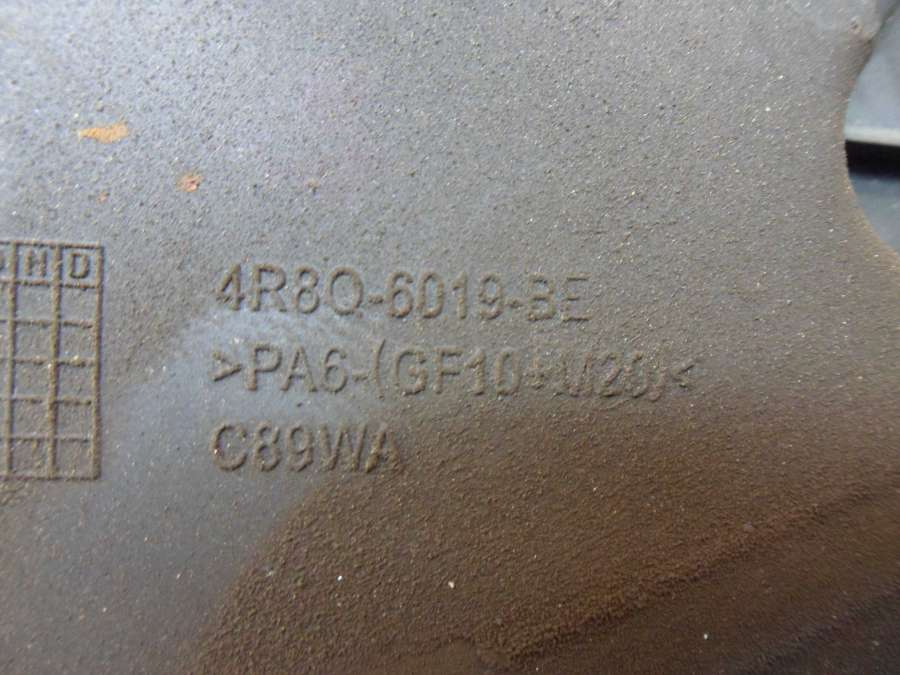 N D
4R8Q-6019-BE
>PA6-(GF10+M20)<
C89WA